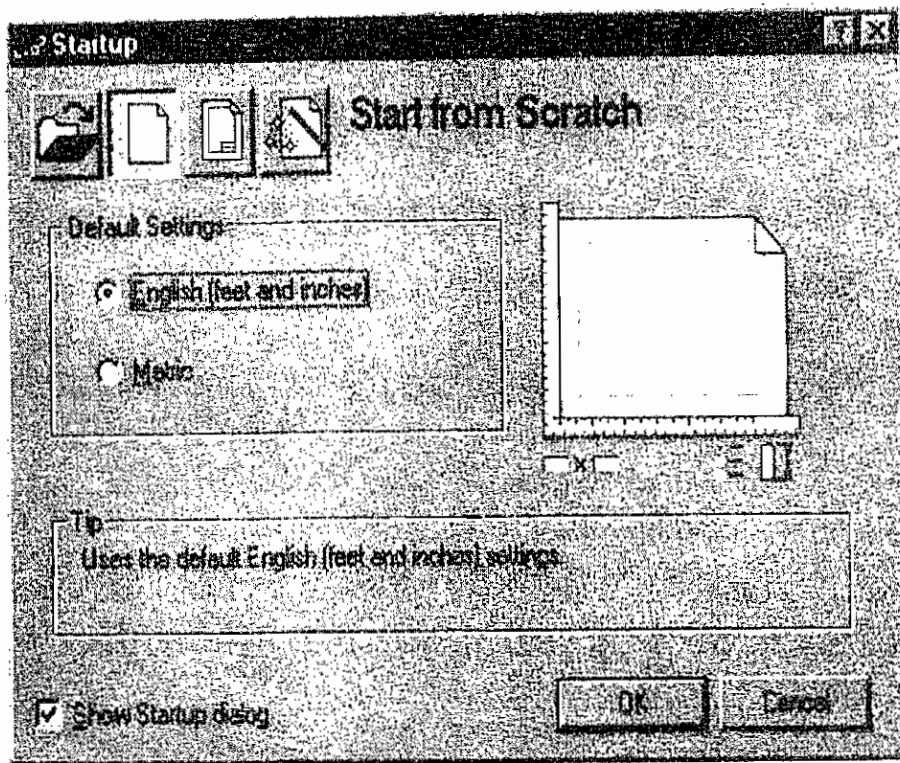 Startup
Start from Scratch
Default Settings
English (feet and inches)
Metric
Tip
Uses the default English (feet and inches) settings.
Show Startup dialog
OK
Cancel